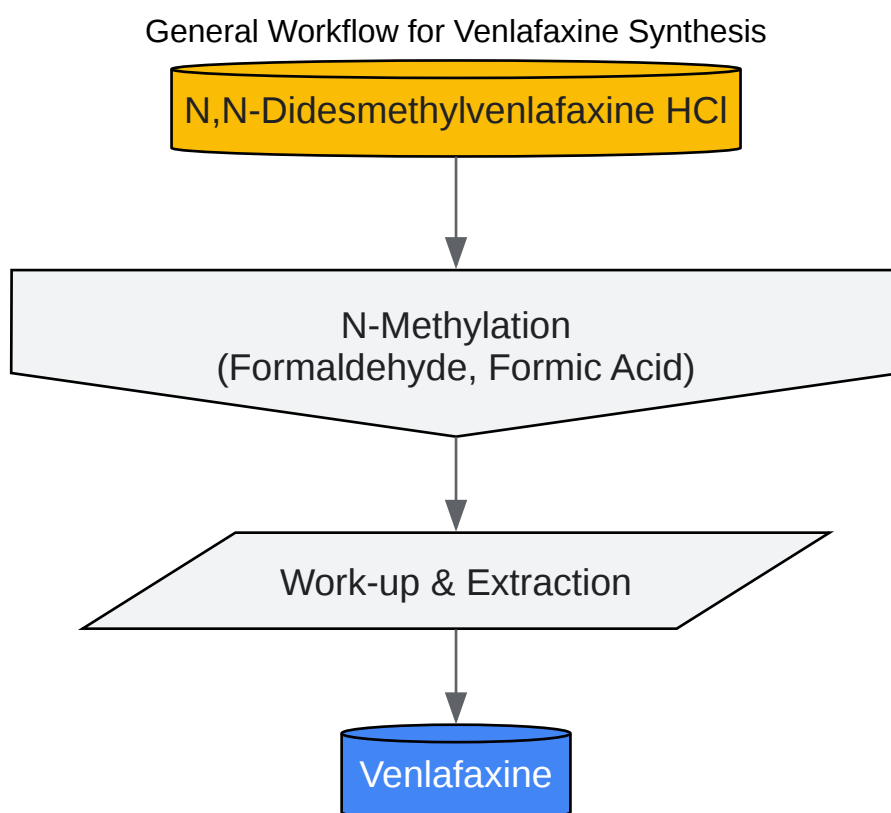 General Workflow for Venlafaxine Synthesis
N,N-Didesmethylvenlafaxine HCl
N-Methylation
(Formaldehyde, Formic Acid)
Work-up & Extraction
Venlafaxine